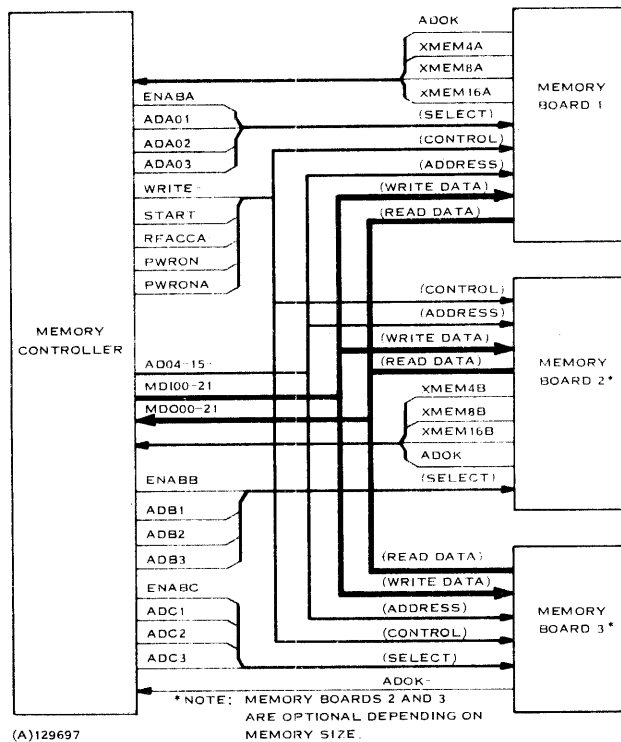 ADOK
XMEM4A
XMEM8A
XMEM16A
(SELECT)
(CONTROL)
(ADDRESS)
(WRITE DATA)
(READ DATA)
MEMORY
BOARD 1
ENABA
ADA01
ADA02
ADA03
WRITE-
START
RFACCA
PWRON
PWRONA
MEMORY
CONTROLLER
AD04-15-
MDI00-21
MDO00-21
(CONTROL)
(ADDRESS)
(WRITE DATA)
(READ DATA)
XMEM4B
XMEM8B
XMEM16B
ADOK
(SELECT)
MEMORY
BOARD 2*
ENABB
ADB1
ADB2
ADB3
ENABC
ADC1
ADC2
ADC3
(READ DATA)
(WRITE DATA)
(ADDRESS)
(CONTROL)
(SELECT)
ADOK-
MEMORY
BOARD 3*
*NOTE: MEMORY BOARDS 2 AND 3
ARE OPTIONAL DEPENDING ON
MEMORY SIZE.
(A)129697